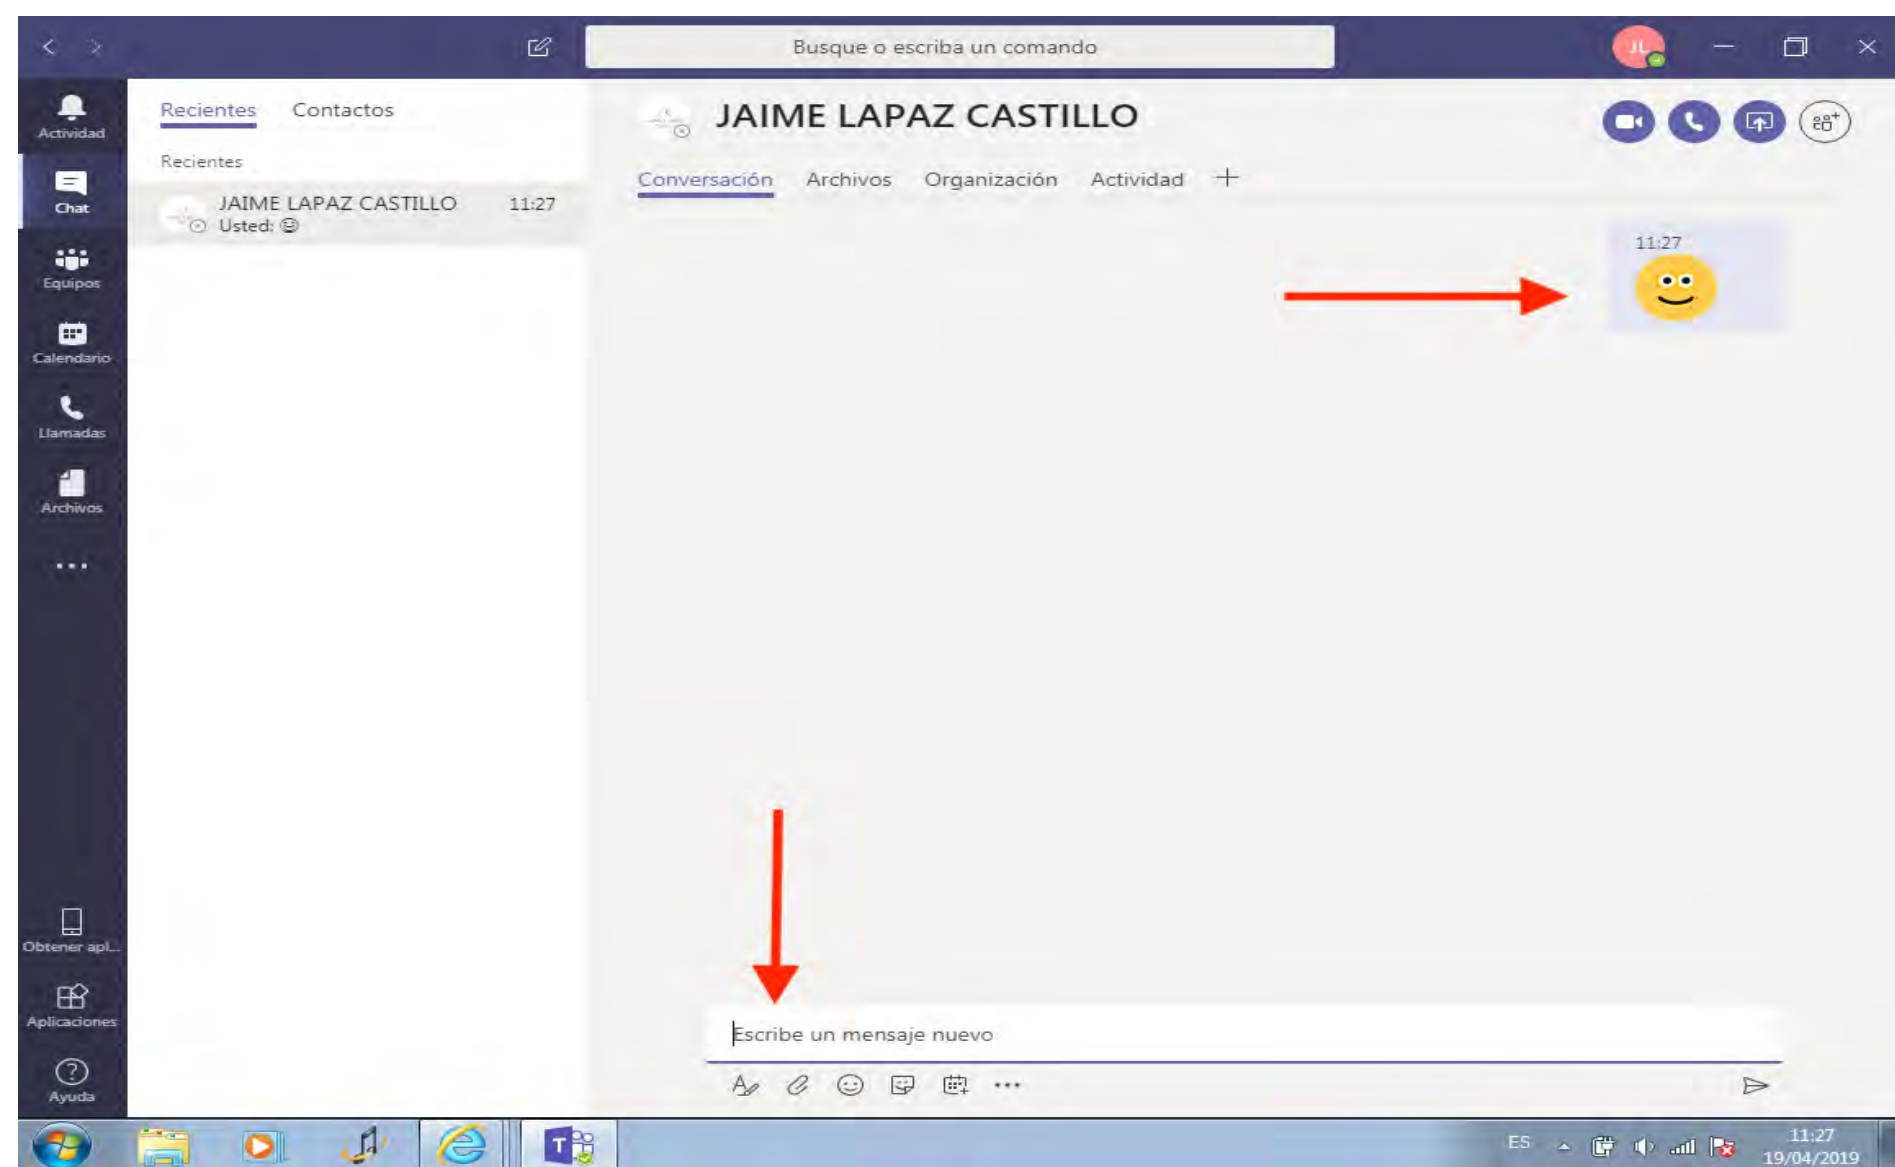 Busque o escriba un comando
JL
Actividad
Chat
Equipos
Calendario
Llamadas
Archivos
Obtener apl...
Aplicaciones
Ayuda
Recientes Contactos
Recientes
JAIME LAPAZ CASTILLO 11:27
Usted: 😊
JAIME LAPAZ CASTILLO
Conversación Archivos Organización Actividad +
11:27
Escribe un mensaje nuevo
T
ES
11:27
19/04/2019